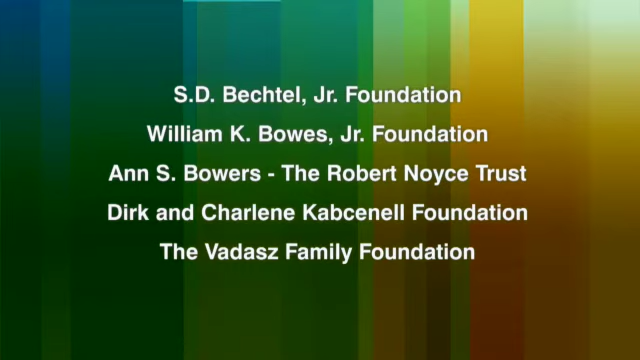 S.D. Bechtel, Jr. Foundation
William K. Bowes, Jr. Foundation
Ann S. Bowers - The Robert Noyce Trust
Dirk and Charlene Kabcenell Foundation
The Vadasz Family Foundation